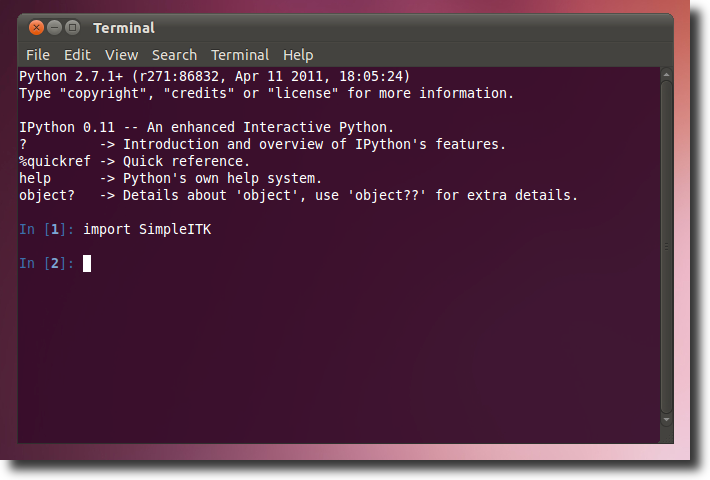 Terminal
File Edit View Search Terminal Help
Python 2.7.1+ (r271:86832, Apr 11 2011, 18:05:24)
Type "copyright", "credits" or "license" for more information.
IPython 0.11 -- An enhanced Interactive Python.
?         -> Introduction and overview of IPython's features.
%quickref -> Quick reference.
help      -> Python's own help system.
object?   -> Details about 'object', use 'object??' for extra details.
In [1]: import SimpleITK
In [2]: